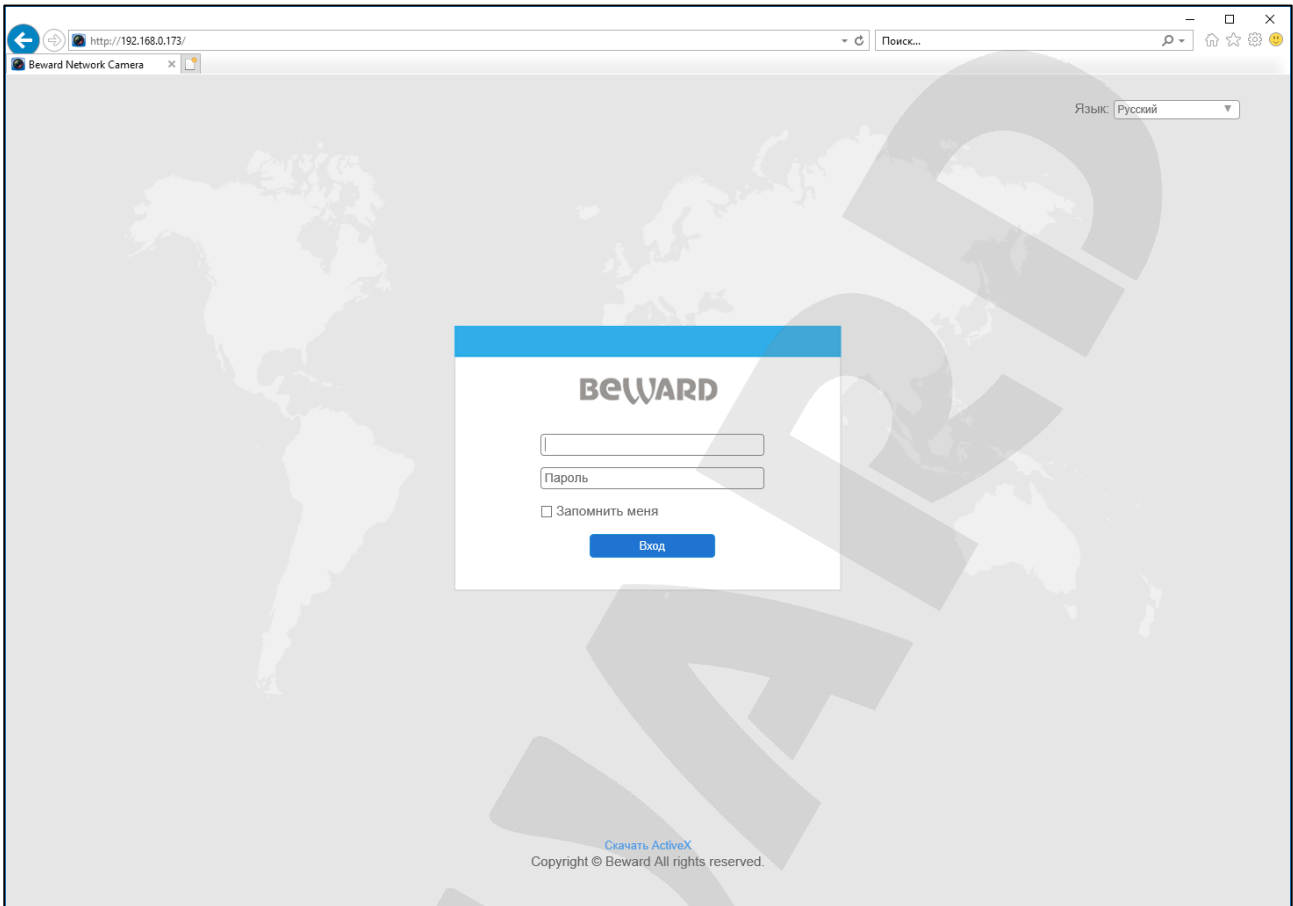 http://192.168.0.173/
Поиск...
Beward Network Camera
Язык: Русский
BEWARD
Пароль
Запомнить меня
Вход
Скачать ActiveX
Copyright © Beward All rights reserved.
WARD